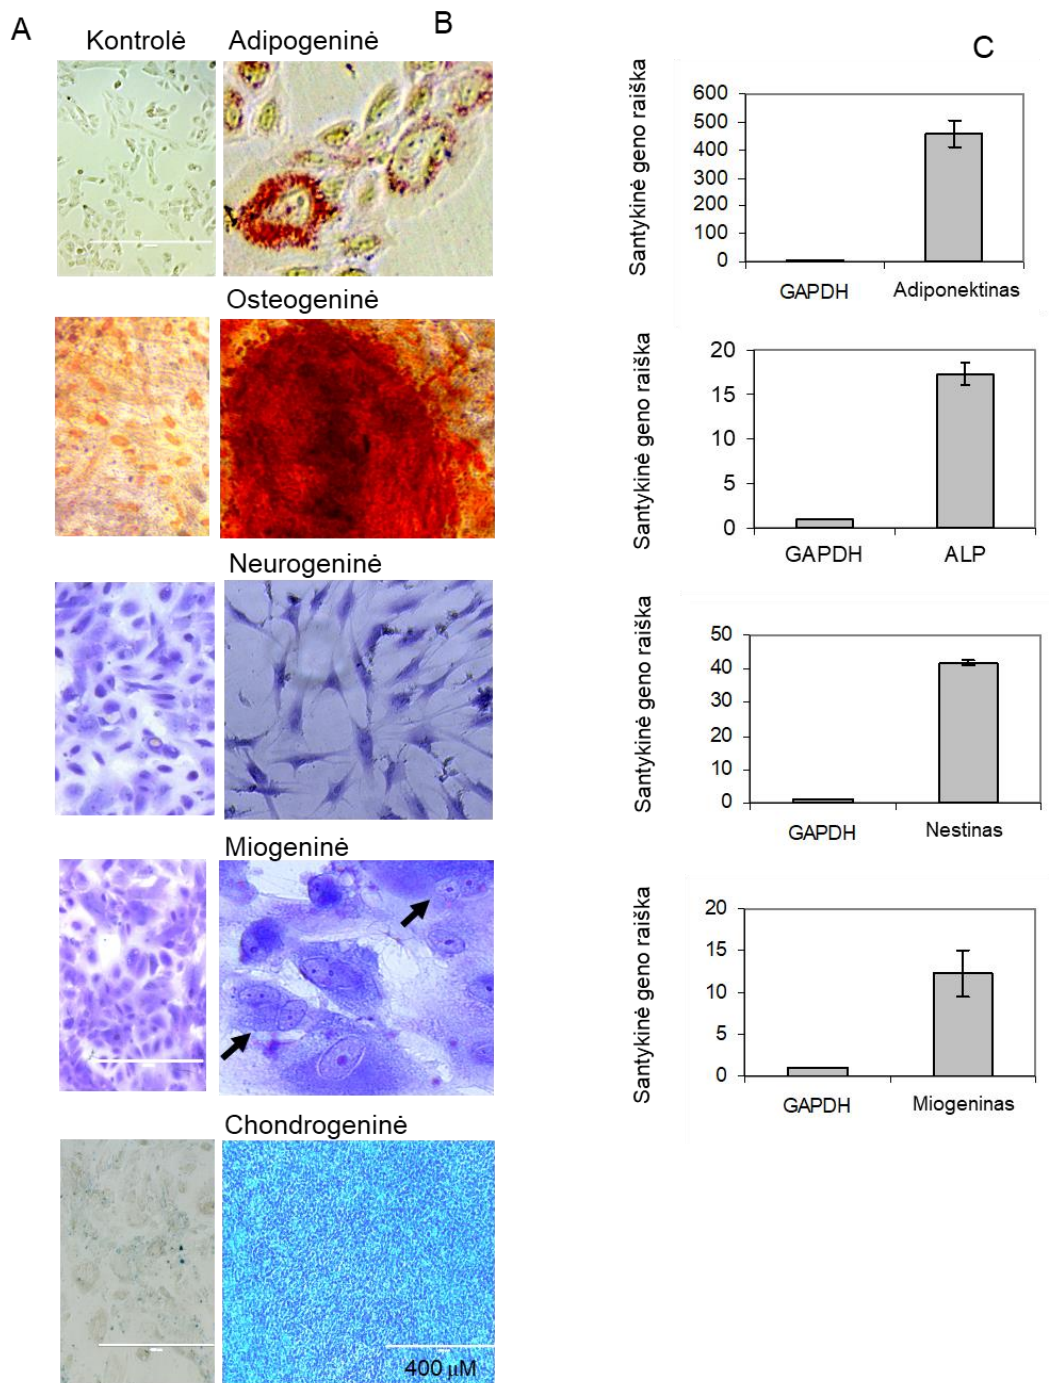 A
B
C
Kontrolė
Adipogeninė
Osteogeninė
Neurogeninė
Miogeninė
Chondrogeninė
400 µM
Santykinė geno raiška
600
500
400
300
200
100
0
GAPDH
Adiponektinas
Santykinė geno raiška
20
15
10
5
0
GAPDH
ALP
Santykinė geno raiška
50
40
30
20
10
0
GAPDH
Nestinas
Santykinė geno raiška
20
15
10
5
0
GAPDH
Miogeninas